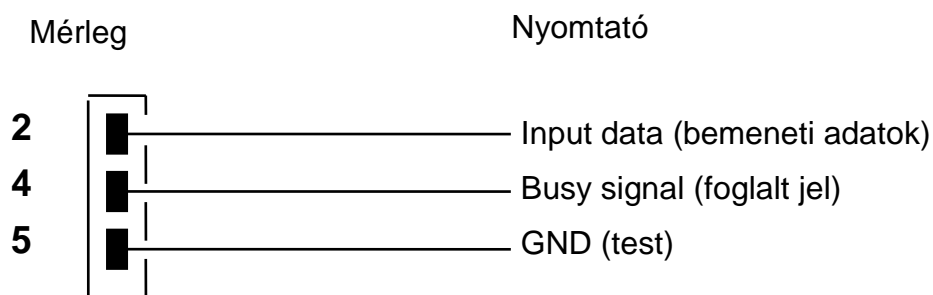 Mérleg Nyomtató
2 Input data (bemeneti adatok)
4 Busy signal (foglalt jel)
5 GND (test)